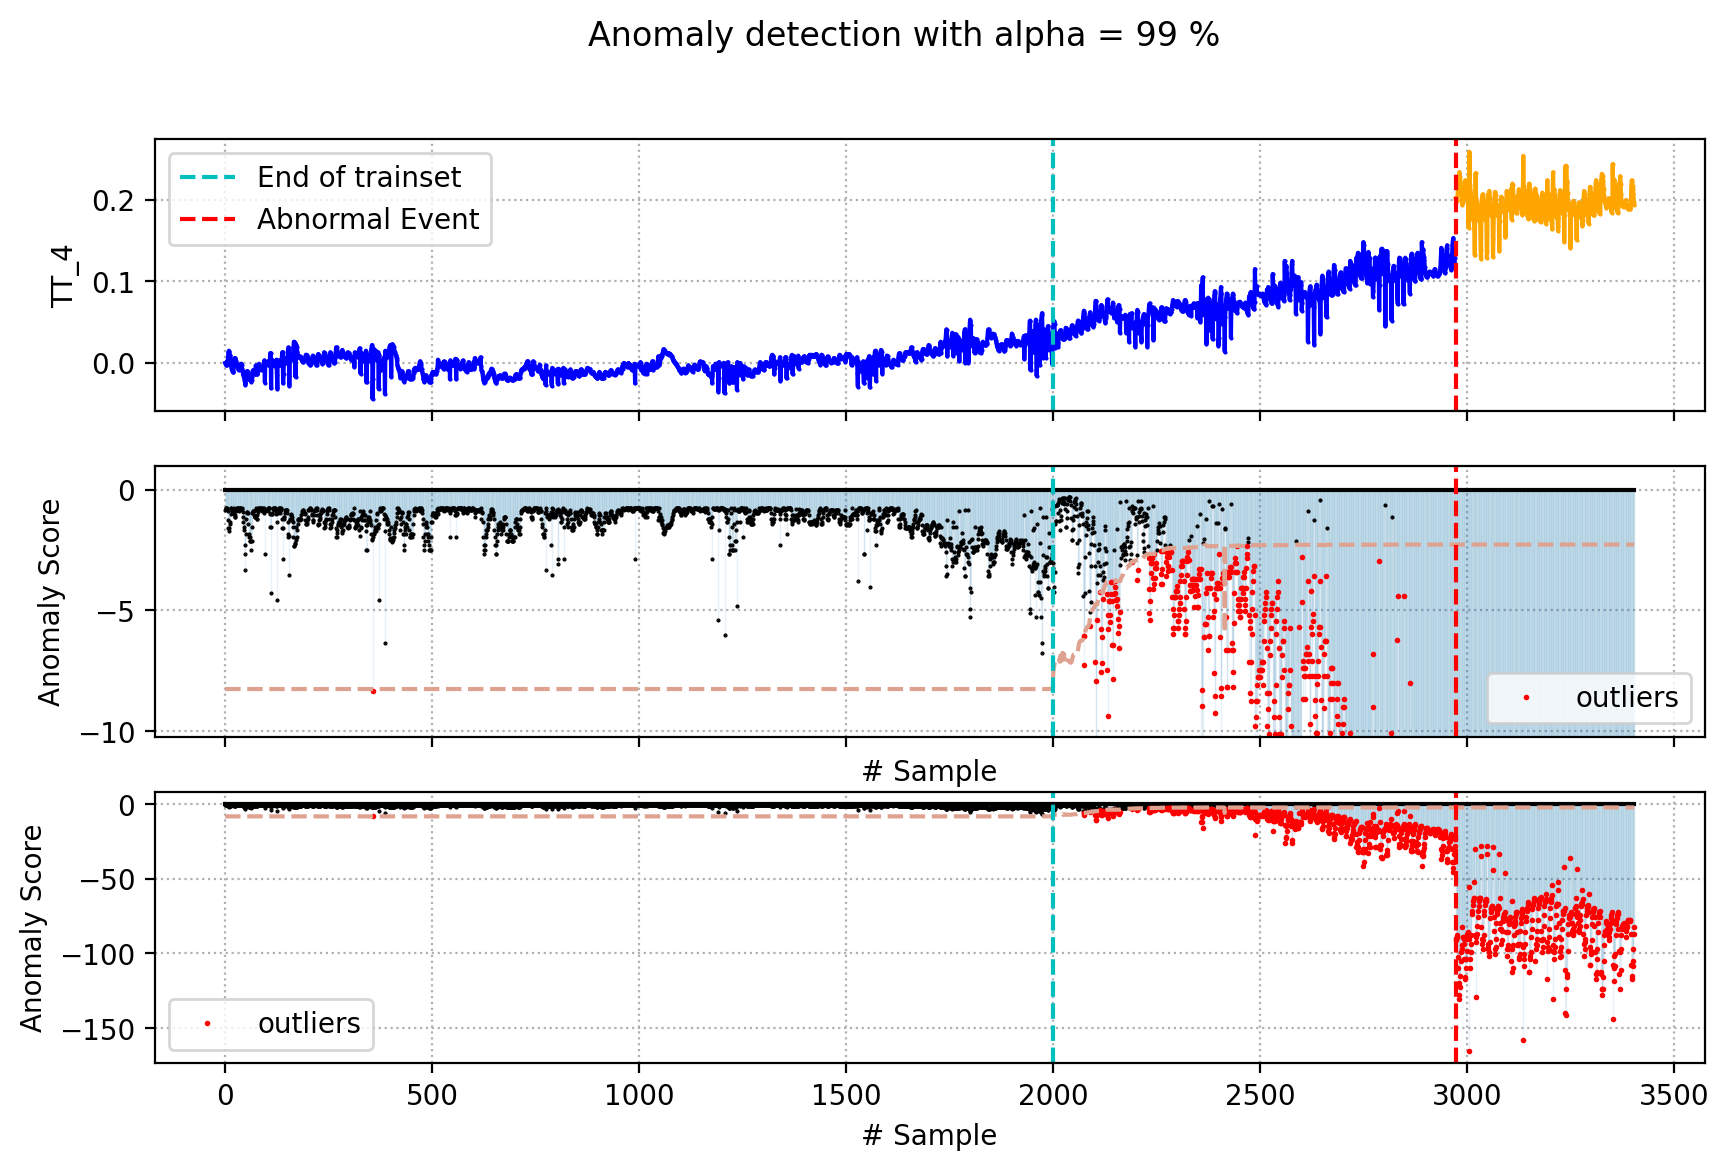 Anomaly detection with alpha = 99 %
End of trainset
Abnormal Event
TT_4
0.2
0.1
0.0
Anomaly Score
0
−5
−10
outliers
# Sample
Anomaly Score
0
−50
−100
−150
outliers
0 500 1000 1500 2000 2500 3000 3500
# Sample